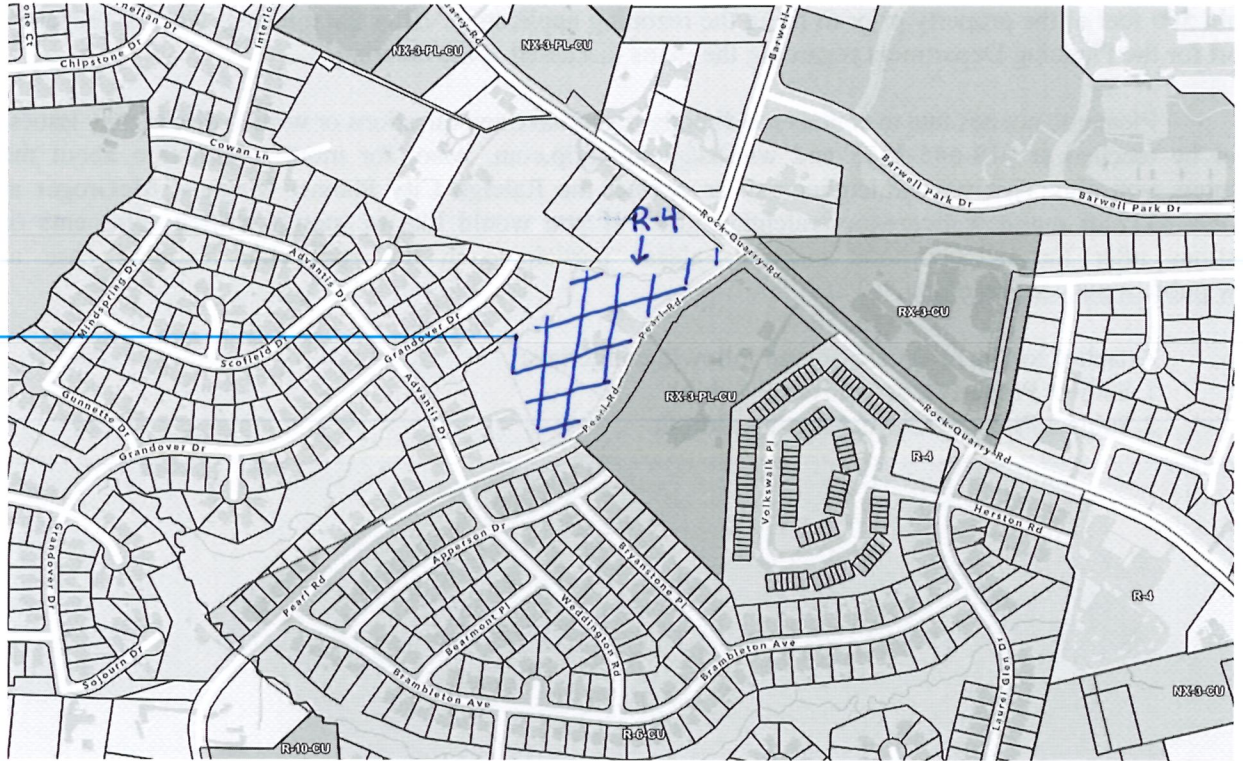 nelian Dr
Chipstone Dr
Interlo
NX-3-PL-CU
NX-3-PL-CU
Barwell
Cowan Ln
Barwell Park Dr
Barwell Park Dr
R-4
Rock-Quarry-Rd
Advantis Dr
Mindspring Dr
Scofield Dr
Grandover Dr
Pearl-Rd
RX-3-CU
Advantis Dr
Pearl-Rd
RX-3-PL-CU
Rock-Quarry-Rd
Gunnette Dr
Grandover Dr
R-4
Volkswalk Pl
Herston Rd
Grandover Dr
Apperson Dr
Bryanstone Pl
Pearl Rd
Bearmont Pl
Weddington Rd
R-4
Brambleton Ave
Sojourn Dr
Brambleton Ave
Laurel Glen Dr
NX-3-CU
R-10-CU
R-6-CU